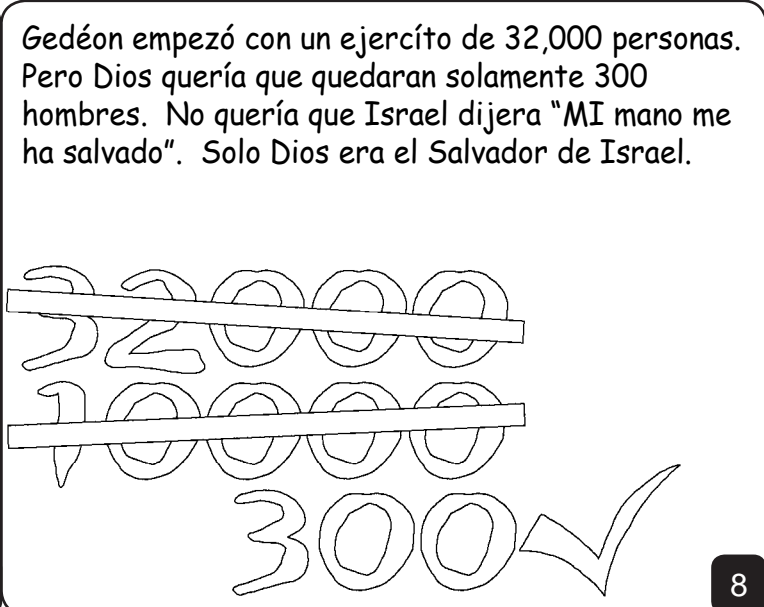 Gedéon empezó con un ejercíto de 32,000 personas.
Pero Dios quería que quedaran solamente 300
hombres.  No quería que Israel dijera “MI mano me
ha salvado”.  Solo Dios era el Salvador de Israel.
32000
10000
300
8